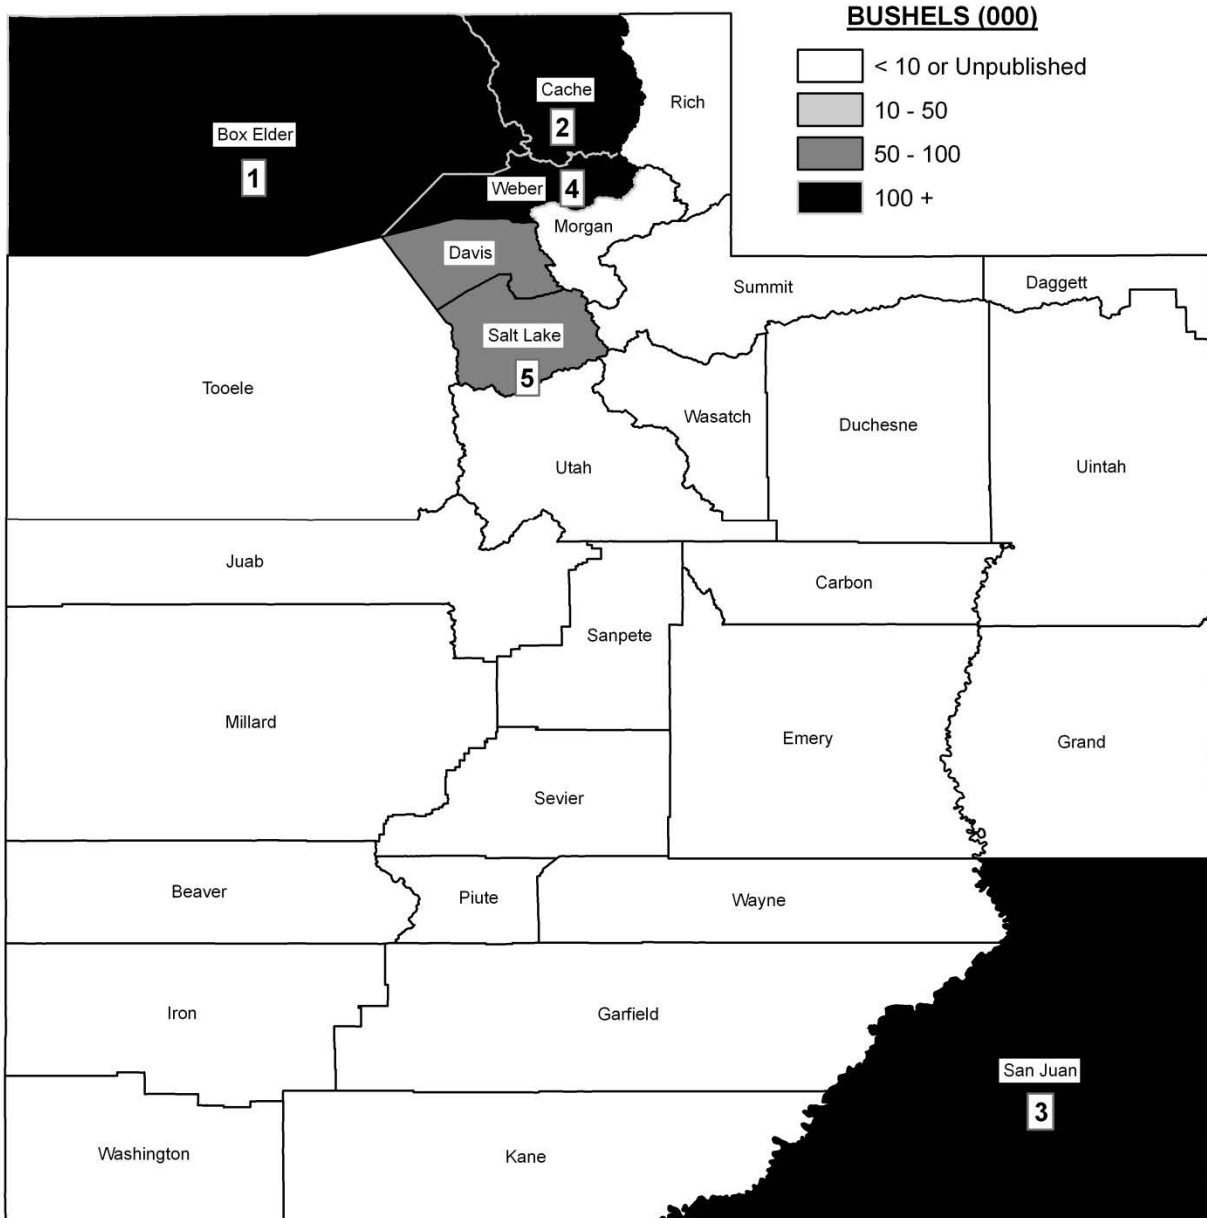 BUSHELS (000)
< 10 or Unpublished
10 - 50
50 - 100
100 +
Cache
2
Rich
Box Elder
1
Weber
4
Morgan
Davis
Summit
Daggett
Salt Lake
5
Tooele
Wasatch
Duchesne
Utah
Uintah
Juab
Carbon
Sanpete
Millard
Emery
Grand
Sevier
Beaver
Piute
Wayne
Iron
Garfield
San Juan
3
Washington
Kane